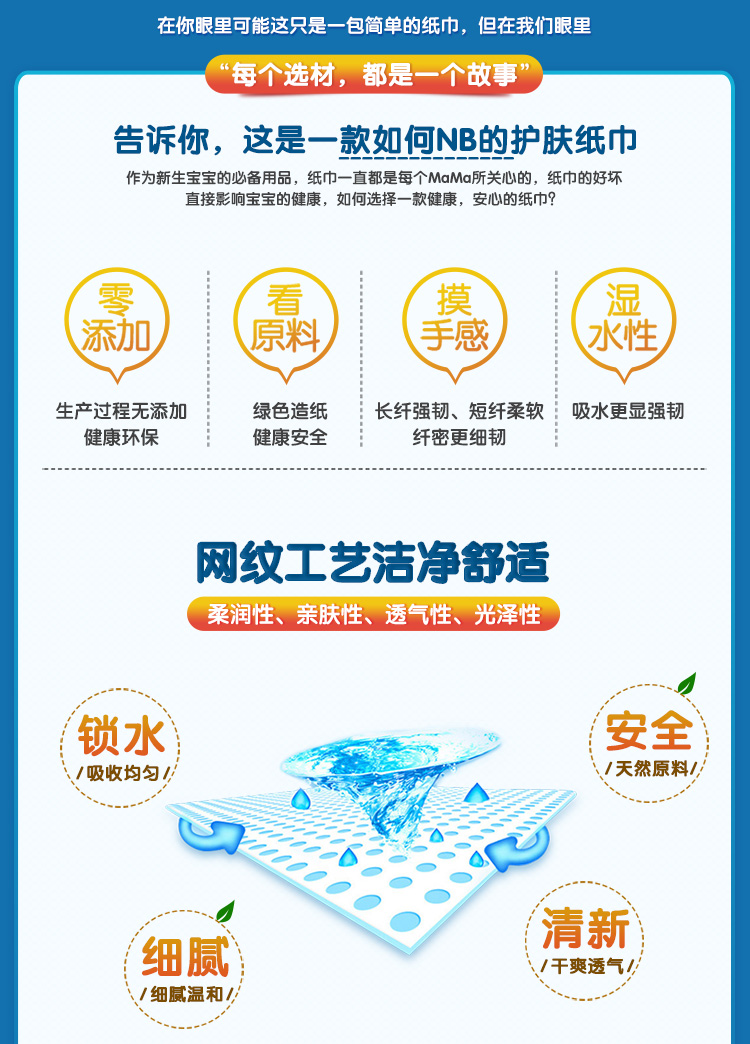 在你眼里可能这只是一包简单的纸巾，但在我们眼里
“每个选材，都是一个故事”
告诉你，这是一款如何NB的护肤纸巾
作为新生宝宝的必备用品，纸巾一直都是每个MaMa所关心的，纸巾的好坏
直接影响宝宝的健康，如何选择一款健康，安心的纸巾？
零
添加
看
原料
摸
手感
湿
水性
生产过程无添加
健康环保
绿色造纸
健康安全
长纤强韧、短纤柔软
纤密更细韧
吸水更显强韧
网纹工艺洁净舒适
柔润性、亲肤性、透气性、光泽性
锁水
/吸收均匀/
安全
/天然原料/
细腻
/细腻温和/
清新
/干爽透气/